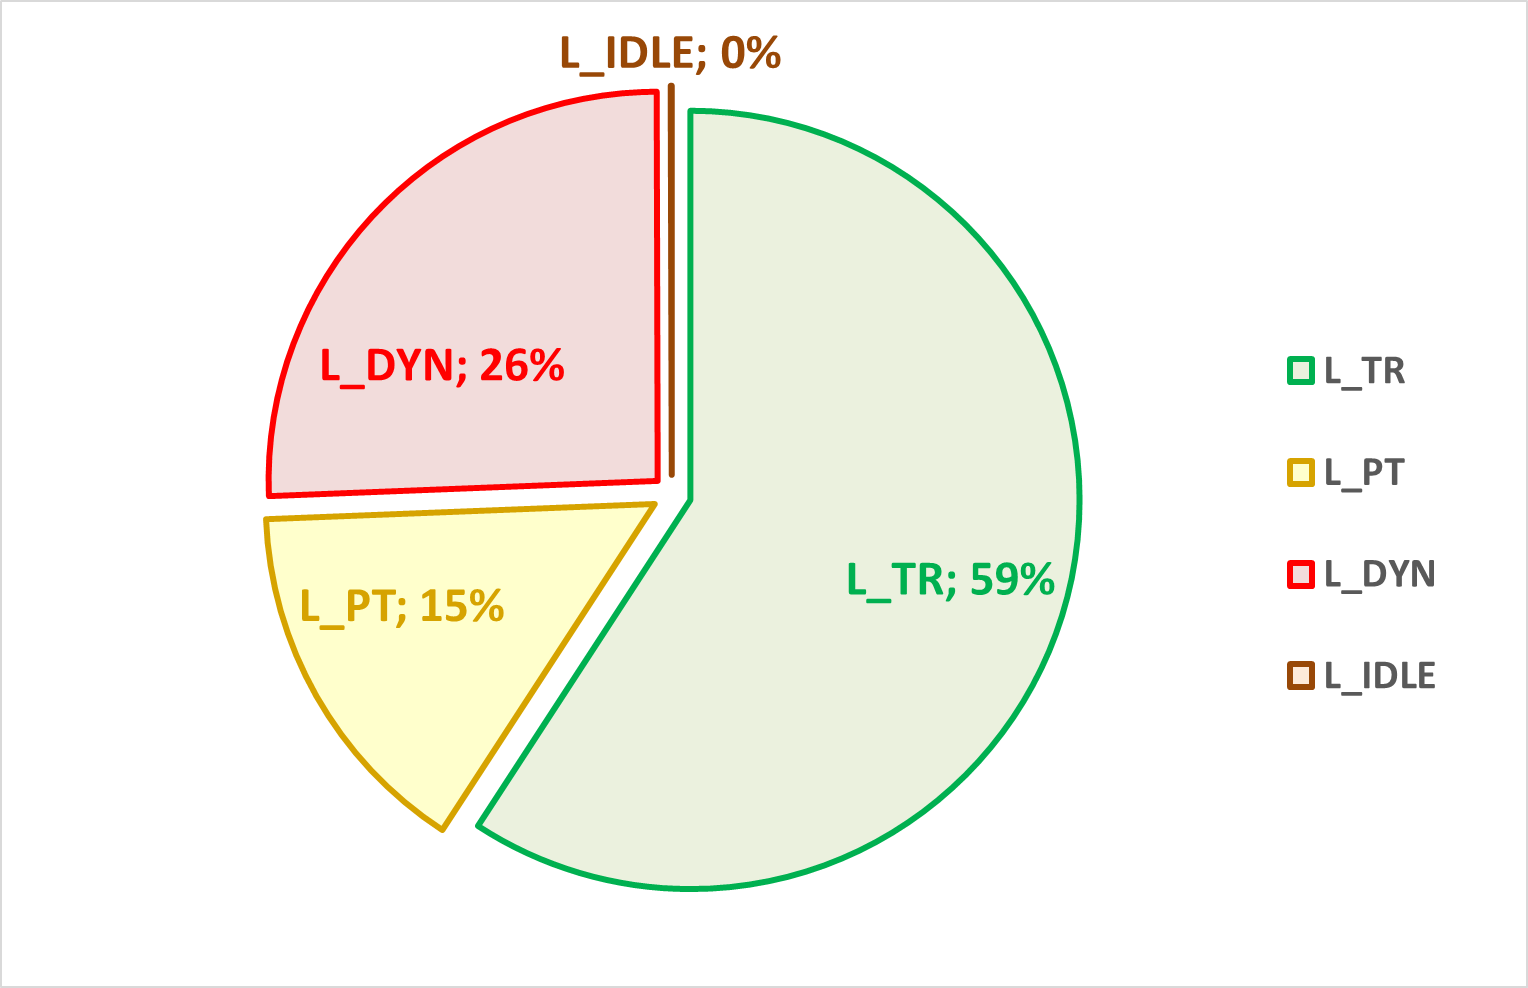 L_IDLE; 0%
L_DYN; 26%
L_PT; 15%
L_TR; 59%
L_TR
L_PT
L_DYN
L_IDLE